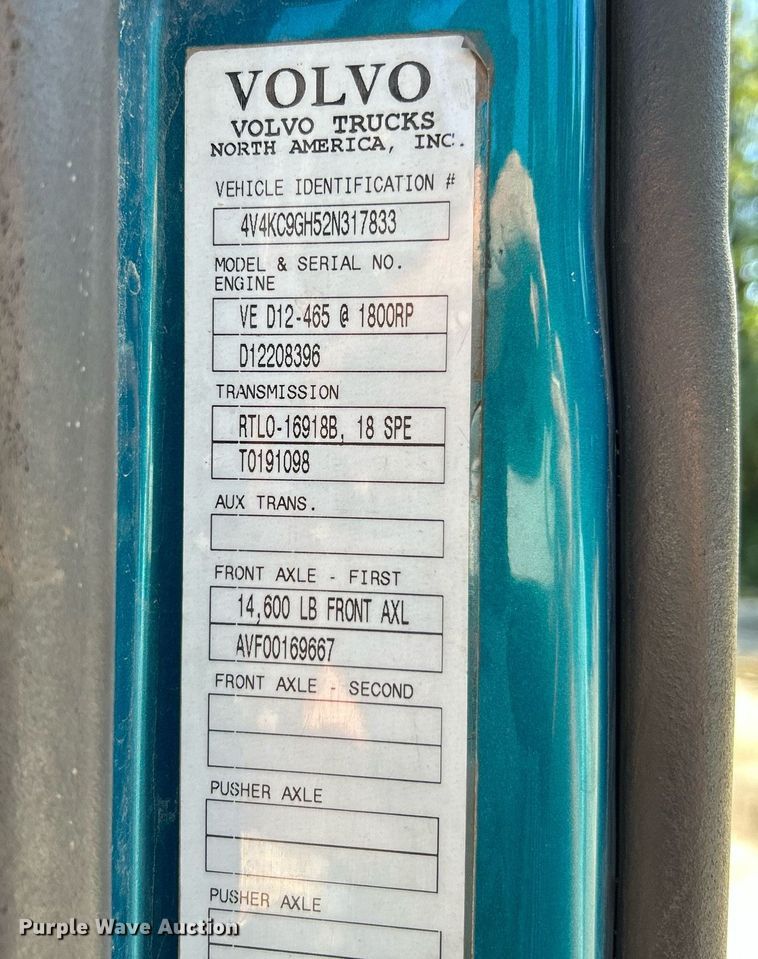 VOLVO
VOLVO TRUCKS
NORTH AMERICA, INC.
VEHICLE IDENTIFICATION #
4V4KC9GH52N317833
MODEL & SERIAL NO.
ENGINE
VE D12-465 @ 1800RP
D12208396
TRANSMISSION
RTLO-16918B, 18 SPE
T0191098
AUX TRANS.
FRONT AXLE - FIRST
14,600 LB FRONT AXL
AVF00169667
FRONT AXLE - SECOND
PUSHER AXLE
PUSHER AXLE
Purple Wave Auction